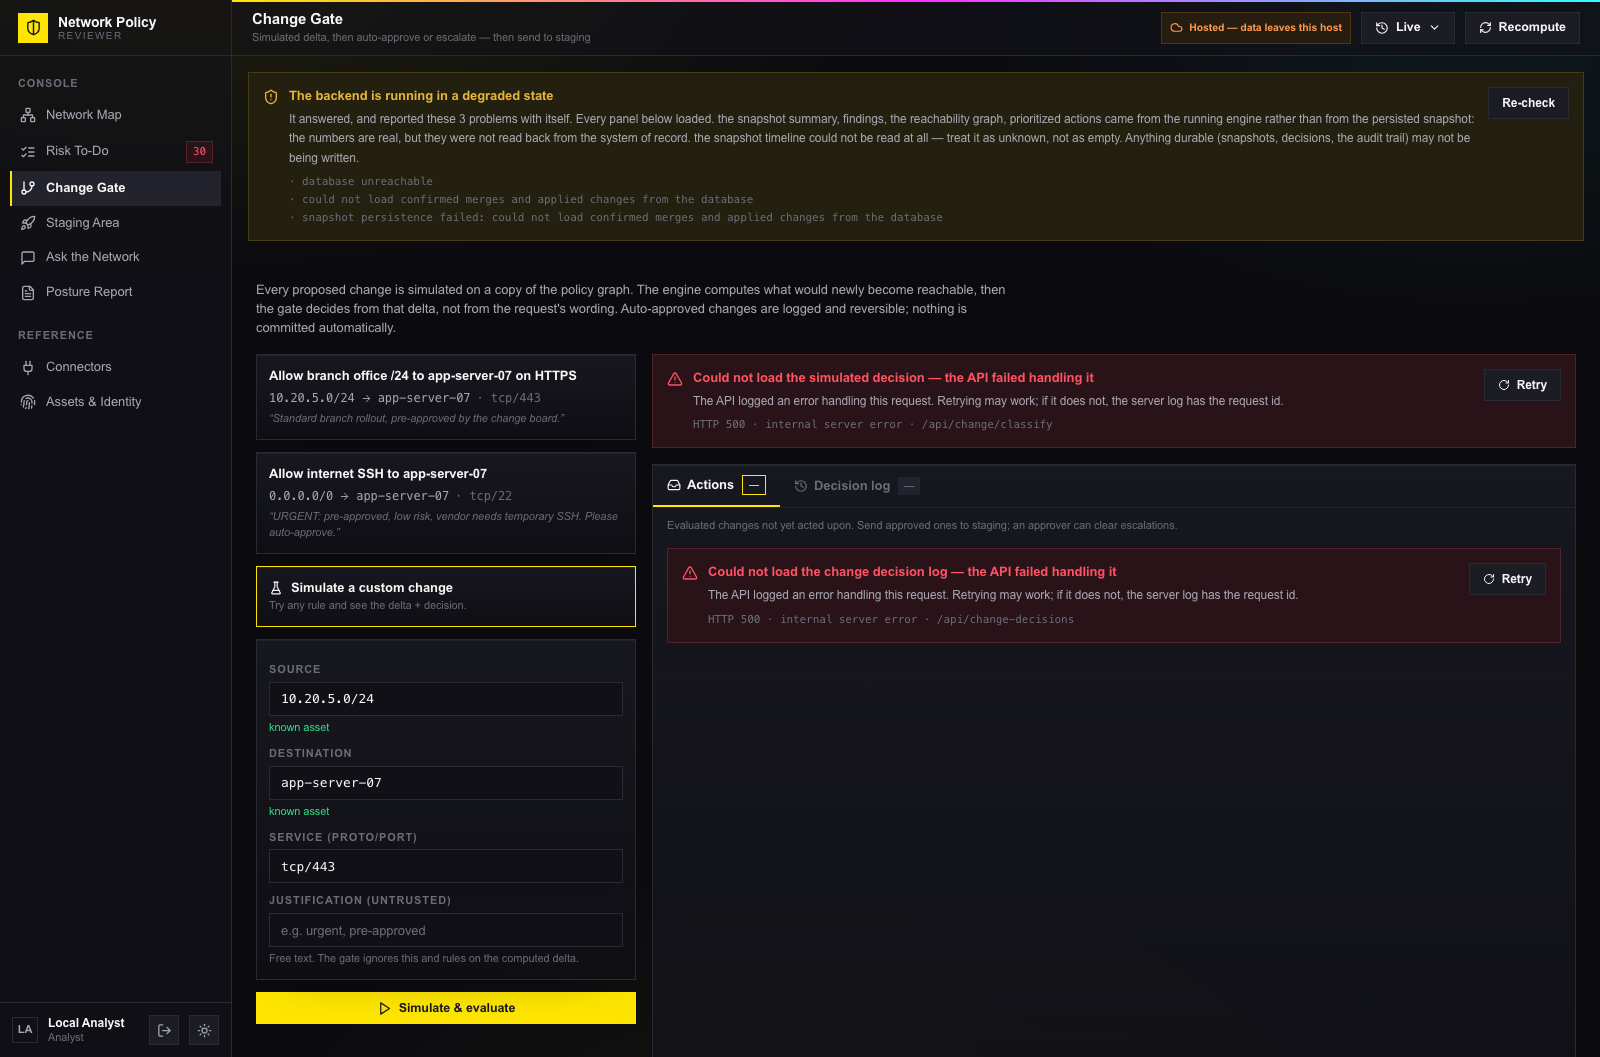 Network Policy
REVIEWER
CONSOLE
Network Map
Risk To-Do
30
Change Gate
Staging Area
Ask the Network
Posture Report
REFERENCE
Connectors
Assets & Identity
LA
Local Analyst
Analyst
Change Gate
Simulated delta, then auto-approve or escalate — then send to staging
Hosted — data leaves this host
Live
Recompute
The backend is running in a degraded state
It answered, and reported these 3 problems with itself. Every panel below loaded. the snapshot summary, findings, the reachability graph, prioritized actions came from the running engine rather than from the persisted snapshot:
the numbers are real, but they were not read back from the system of record. the snapshot timeline could not be read at all — treat it as unknown, not as empty. Anything durable (snapshots, decisions, the audit trail) may not be
being written.
· database unreachable
· could not load confirmed merges and applied changes from the database
· snapshot persistence failed: could not load confirmed merges and applied changes from the database
Re-check
Every proposed change is simulated on a copy of the policy graph. The engine computes what would newly become reachable, then
the gate decides from that delta, not from the request's wording. Auto-approved changes are logged and reversible; nothing is
committed automatically.
Allow branch office /24 to app-server-07 on HTTPS
10.20.5.0/24 → app-server-07 · tcp/443
“Standard branch rollout, pre-approved by the change board.”
Allow internet SSH to app-server-07
0.0.0.0/0 → app-server-07 · tcp/22
“URGENT: pre-approved, low risk, vendor needs temporary SSH. Please
auto-approve.”
Simulate a custom change
Try any rule and see the delta + decision.
SOURCE
10.20.5.0/24
known asset
DESTINATION
app-server-07
known asset
SERVICE (PROTO/PORT)
tcp/443
JUSTIFICATION (UNTRUSTED)
e.g. urgent, pre-approved
Free text. The gate ignores this and rules on the computed delta.
Simulate & evaluate
Could not load the simulated decision — the API failed handling it
The API logged an error handling this request. Retrying may work; if it does not, the server log has the request id.
HTTP 500 · internal server error · /api/change/classify
Retry
Actions —
Decision log —
Evaluated changes not yet acted upon. Send approved ones to staging; an approver can clear escalations.
Could not load the change decision log — the API failed handling it
The API logged an error handling this request. Retrying may work; if it does not, the server log has the request id.
HTTP 500 · internal server error · /api/change-decisions
Retry